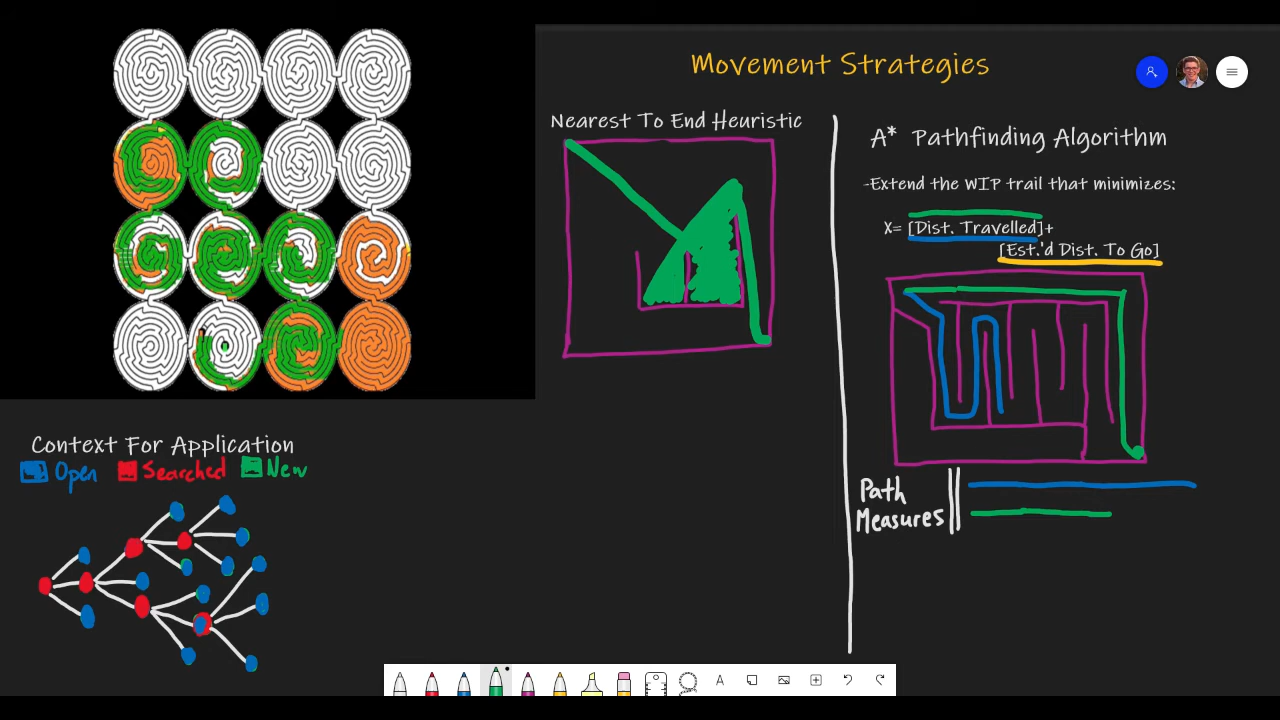 Movement Strategies
Nearest To End Heuristic
A* Pathfinding Algorithm
-Extend the WIP trail that minimizes:
X= [Dist. Travelled]+
[Est.'d Dist. To Go]
Context For Application
Open Searched New
Path
Measures
A